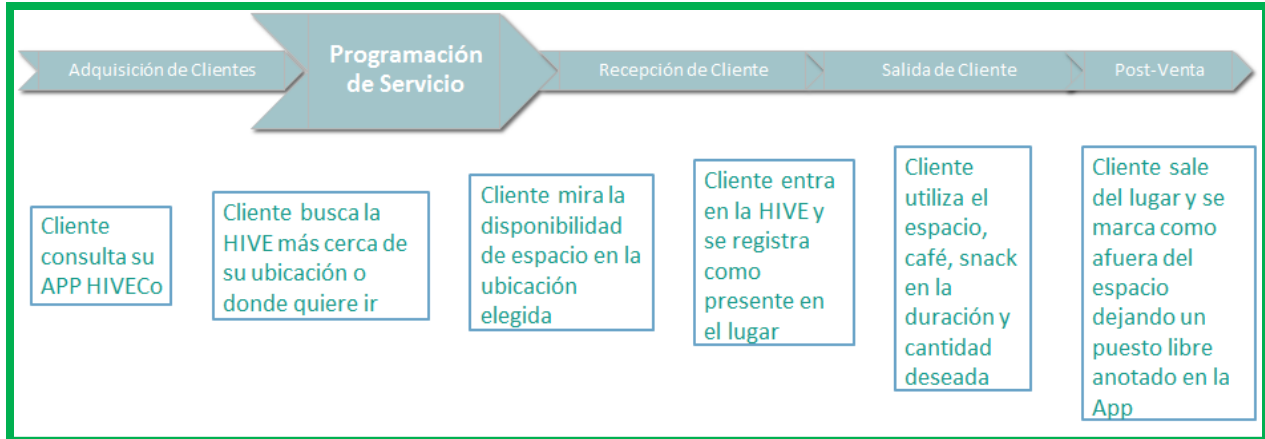 Adquisición de Clientes
Programación
de Servicio
Recepción de Cliente
Salida de Cliente
Post-Venta
Cliente
consulta su
APP HIVECo
Cliente busca la
HIVE más cerca de
su ubicación o
donde quiere ir
Cliente mira la
disponibilidad
de espacio en la
ubicación
elegida
Cliente entra
en la HIVE y
se registra
como
presente en
el lugar
Cliente
utiliza el
espacio,
café, snack
en la
duración y
cantidad
deseada
Cliente sale
del lugar y se
marca como
afuera del
espacio
dejando un
puesto libre
anotado en la
App